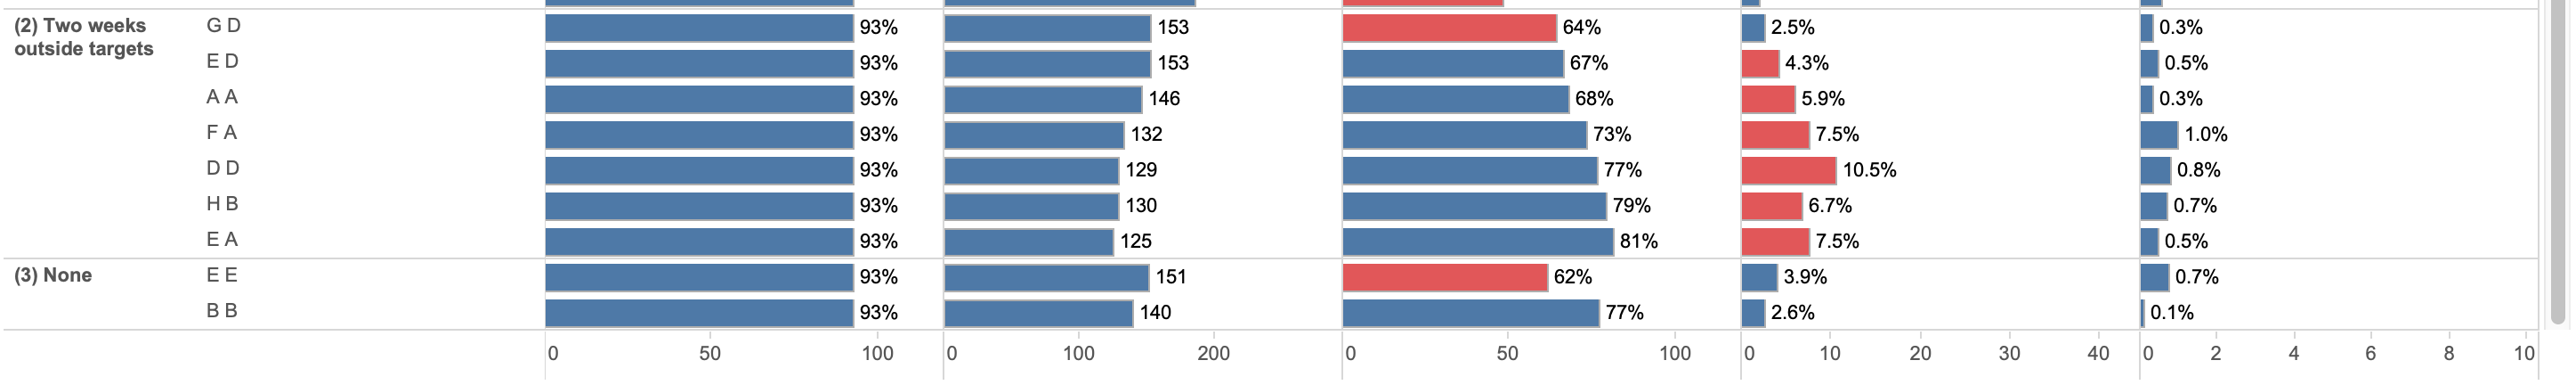 (2) Two weeks
outside targets
G D 93% 153 64% 2.5% 0.3%
E D 93% 153 67% 4.3% 0.5%
A A 93% 146 68% 5.9% 0.3%
F A 93% 132 73% 7.5% 1.0%
D D 93% 129 77% 10.5% 0.8%
H B 93% 130 79% 6.7% 0.7%
E A 93% 125 81% 7.5% 0.5%
(3) None E E 93% 151 62% 3.9% 0.7%
B B 93% 140 77% 2.6% 0.1%
0 50 100 0 100 200 0 50 100 0 10 20 30 40 0 2 4 6 8 10